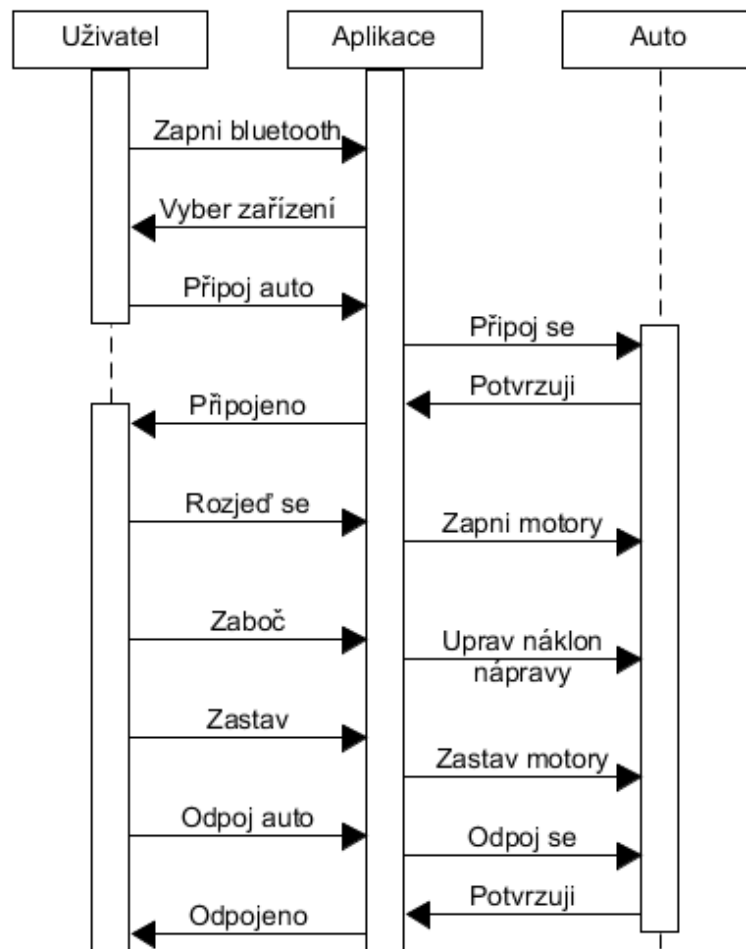 Uživatel
Aplikace
Auto
Zapni bluetooth
Vyber zařízení
Připoj auto
Připoj se
Potvrzuji
Připojeno
Rozjeď se
Zapni motory
Zaboč
Uprav náklon
nápravy
Zastav
Zastav motory
Odpoj auto
Odpoj se
Potvrzuji
Odpojeno